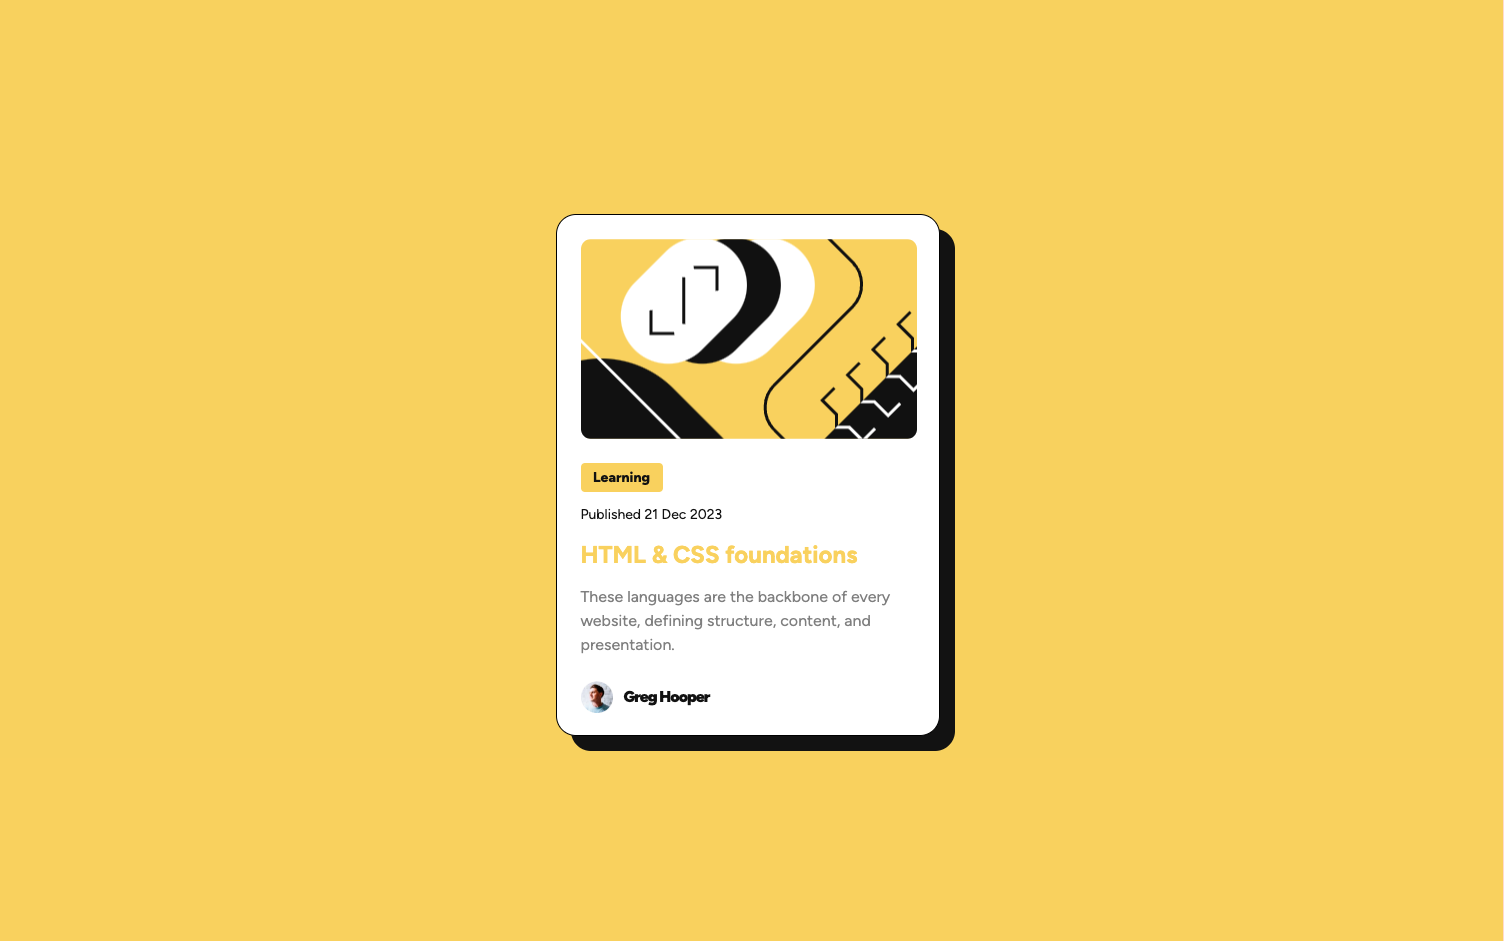 Learning
Published 21 Dec 2023
HTML & CSS foundations
These languages are the backbone of every
website, defining structure, content, and
presentation.
Greg Hooper